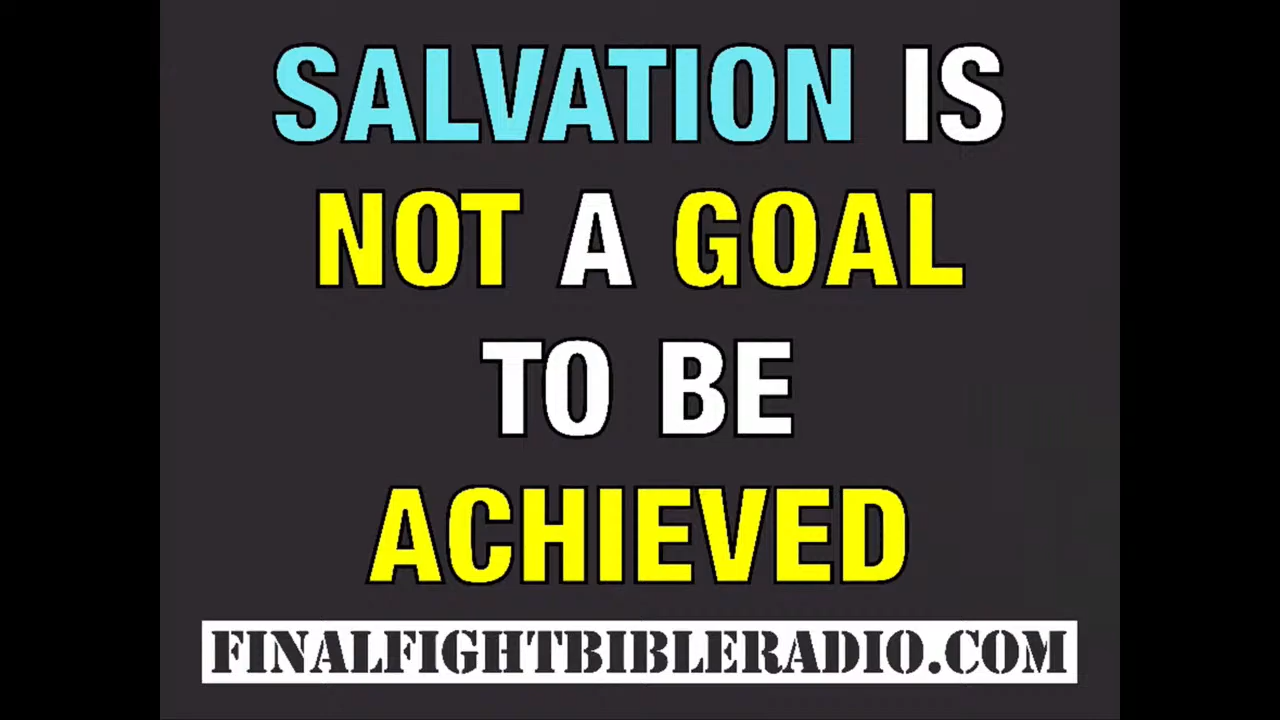 SALVATION IS
NOT A GOAL
TO BE
ACHIEVED
FINALFIGHTBIBLERADIO.COM